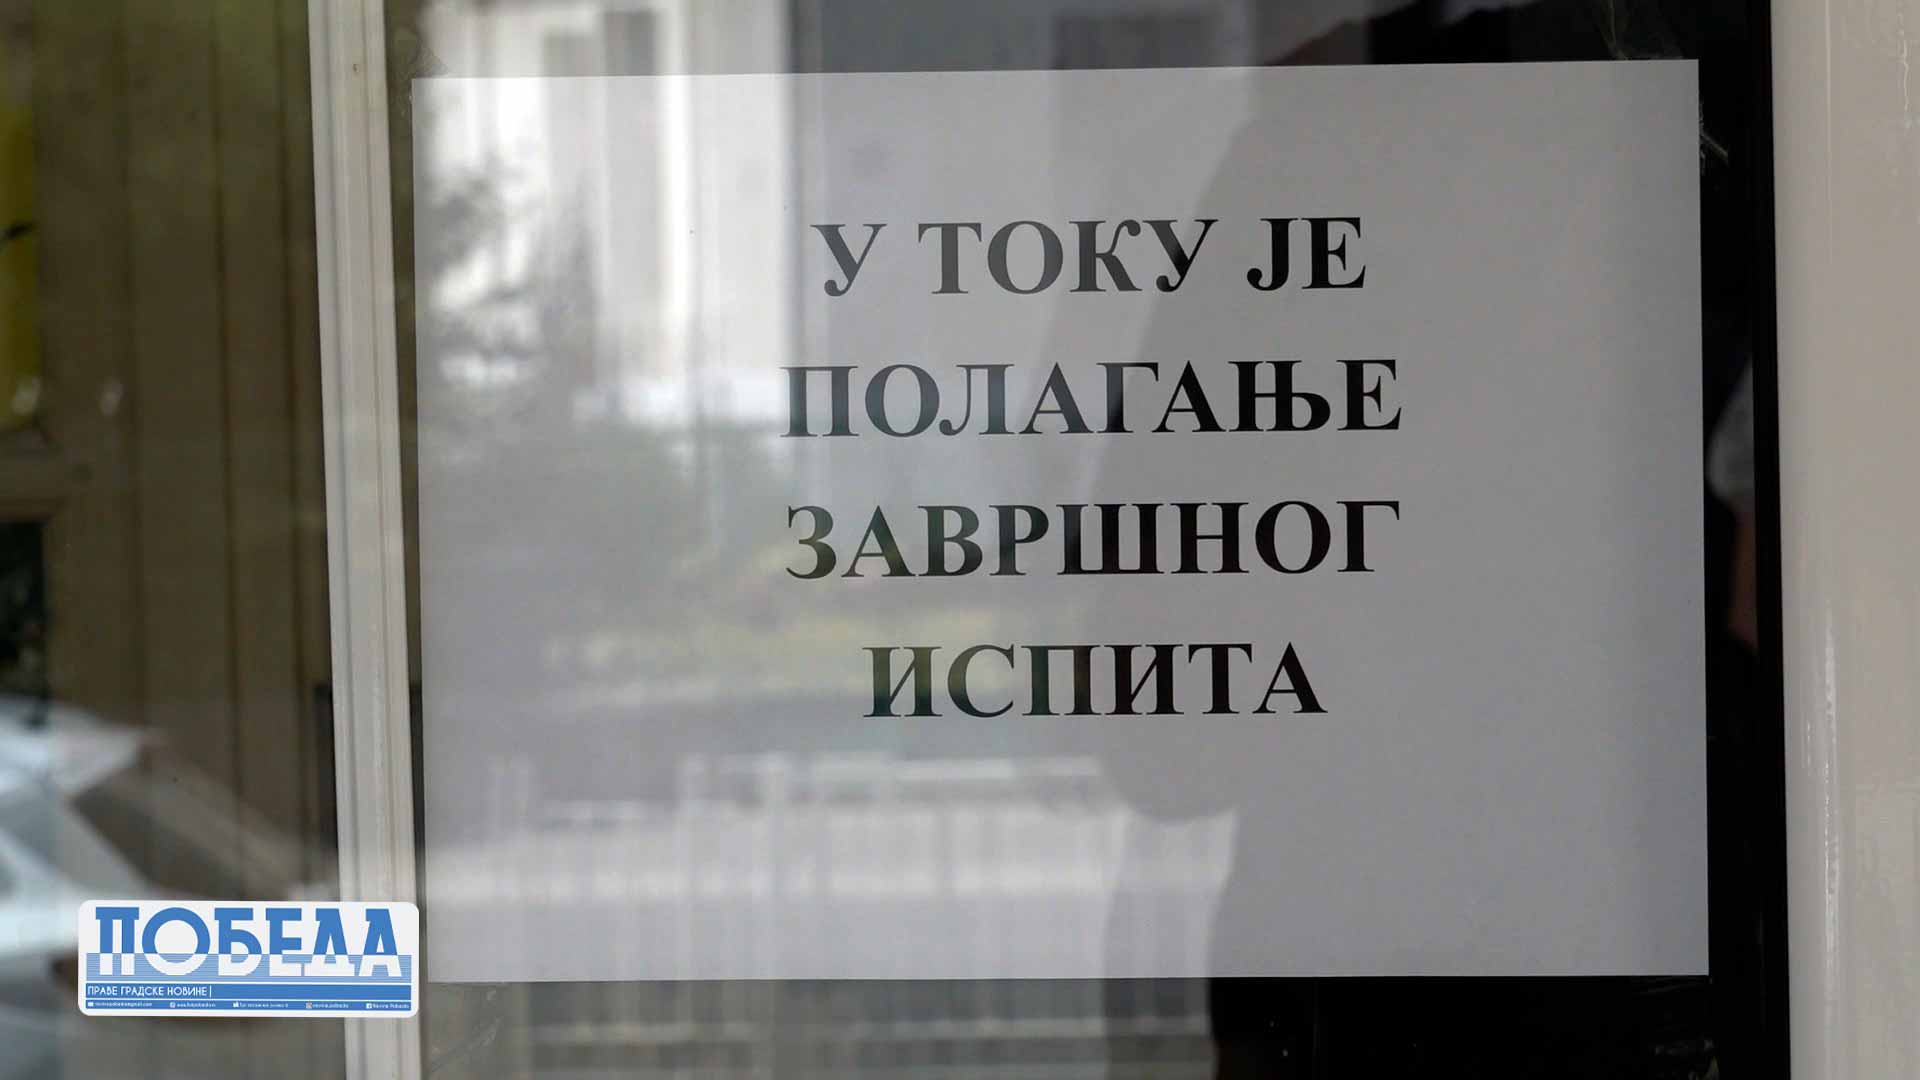 У ТОКУ ЈЕ
ПОЛАГАЊЕ
ЗАВРШНОГ
ИСПИТА
ПОБЕДА
ПРАВЕ ГРАДСКЕ НОВИНЕ|